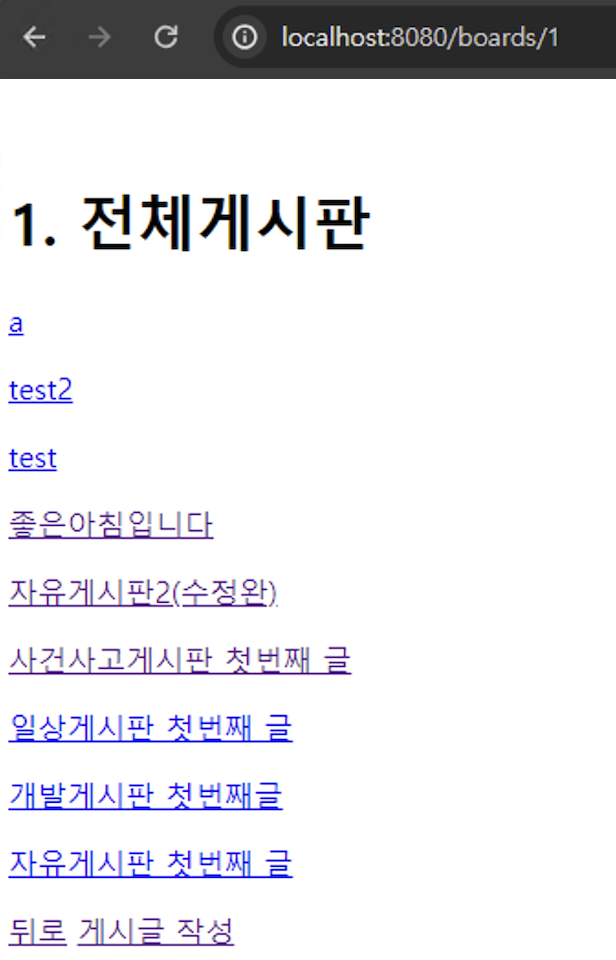 localhost:8080/boards/1
1. 전체게시판
a
test2
test
좋은아침입니다
자유게시판2(수정완)
사건사고게시판 첫번째 글
일상게시판 첫번째 글
개발게시판 첫번째글
자유게시판 첫번째 글
뒤로 게시글 작성